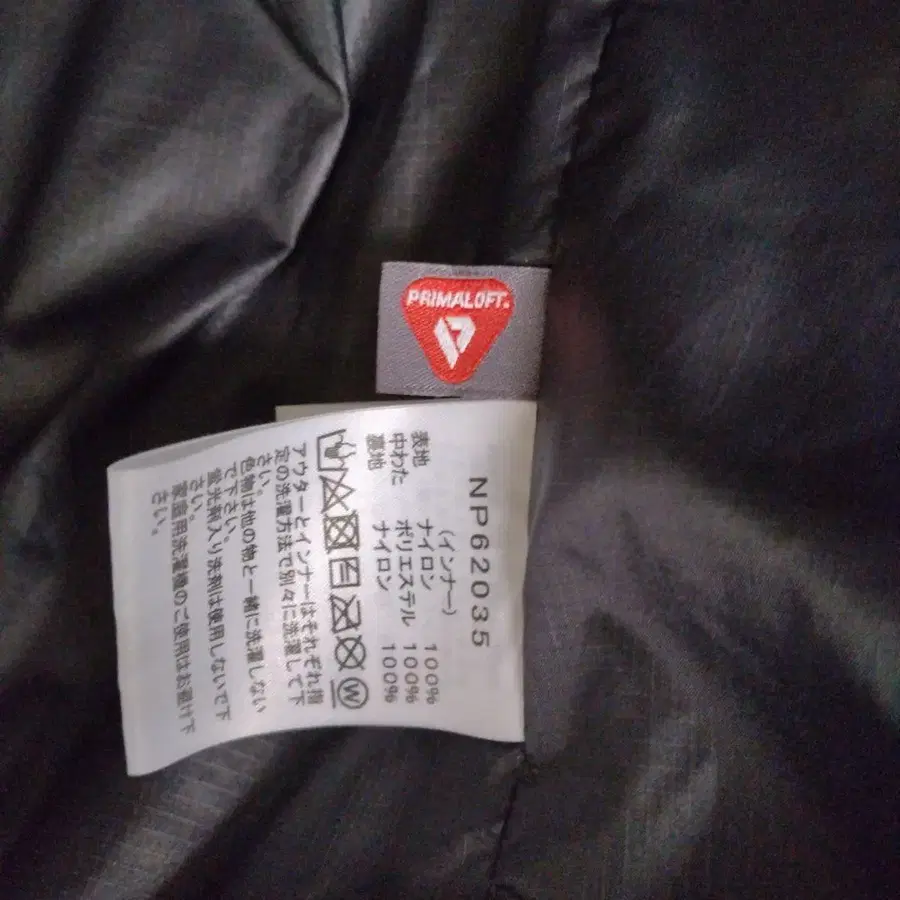 PRIMALOFT®
NP62035
(インナー)
表地 ナイロン 100%
中わた ポリエステル 100%
裏地 ナイロン 100%
W
アウターとインナーはそれぞれ指
定の洗濯方法で別々に洗濯して下
さい。
色物は他の物と一緒に洗濯しない
で下さい。
蛍光剤入り洗剤は使用しないで下
さい。
家庭用洗濯機のご使用はお避け下
さい。